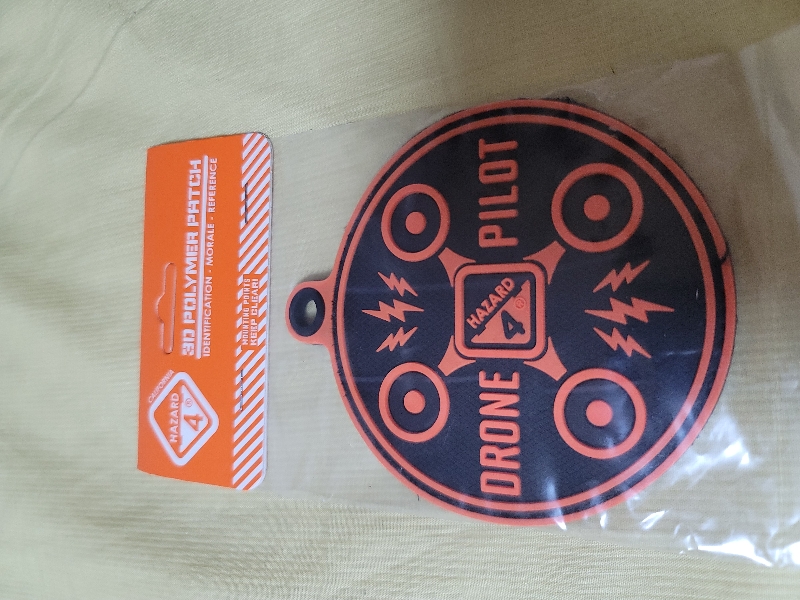 HAZARD
4®
3D POLYMER PATCH
IDENTIFICATION - MORALE - REFERENCE
MOUNTING POINTS
KEEP CLEAR!
DRONE PILOT
HAZARD
4